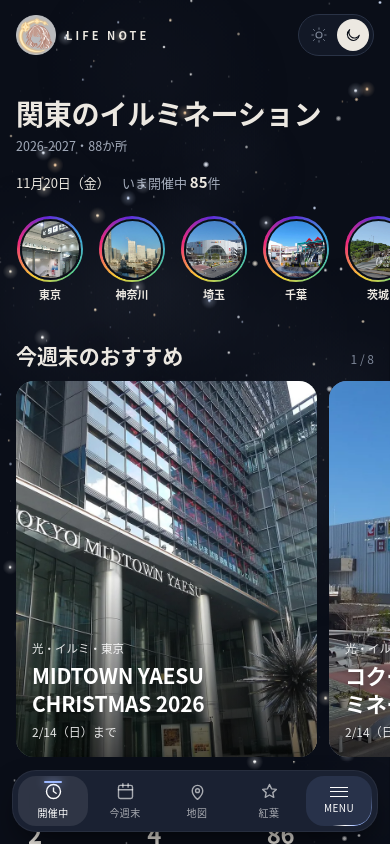 LIFE NOTE
関東のイルミネーション
2026-2027・88か所
11月20日（金） いま開催中 85件
東京
神奈川
埼玉
千葉
茨城
今週末のおすすめ
1 / 8
OKYO MIDTOWN YAESU
光・イルミ・東京
MIDTOWN YAESU
CHRISTMAS 2026
2/14（日）まで
光・イル
コク
ミネ
2/14（日
開催中
今週末
地図
紅葉
MENU
2
4
86